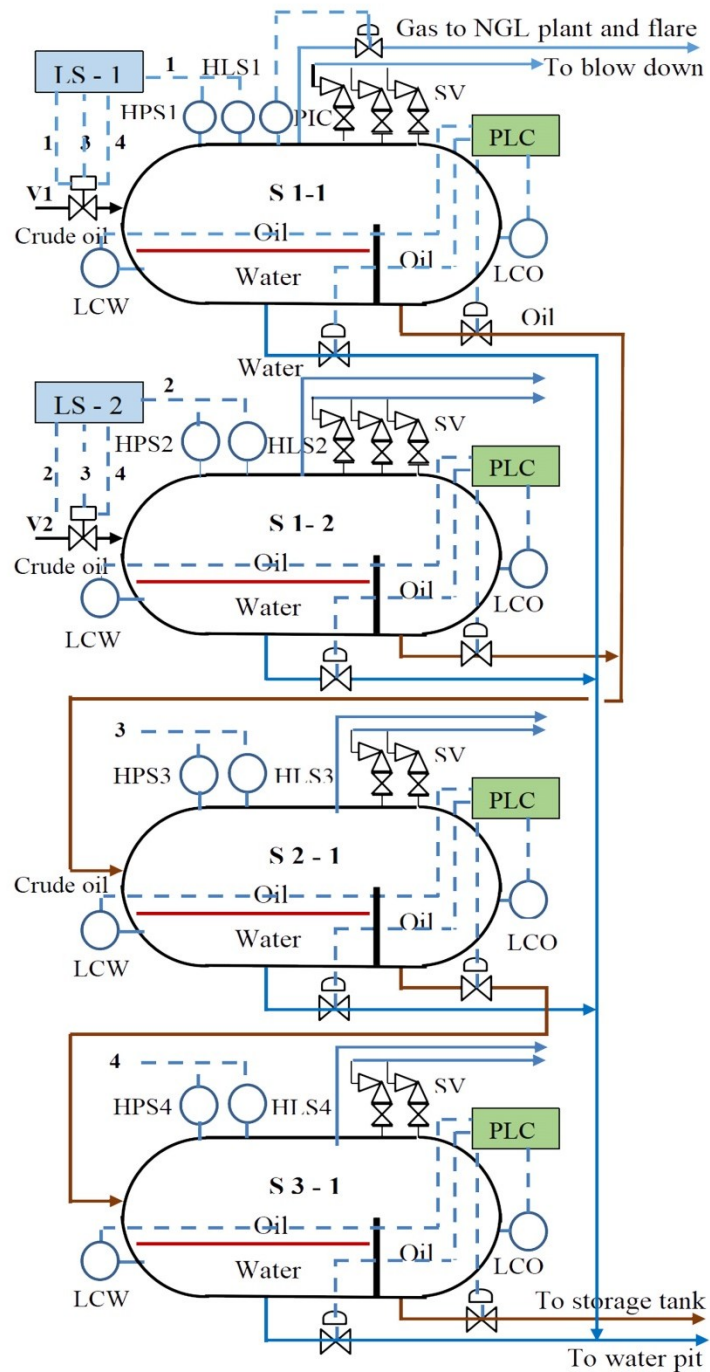 Gas to NGL plant and flare
To blow down
LS - 1
1
HLS1
HPS1
PIC
SV
PLC
1
3
4
V1
S 1-1
Crude oil
Oil
Oil
Water
LCW
LCO
Oil
Water
LS - 2
2
HPS2
HLS2
SV
PLC
2
3
4
V2
S 1- 2
Crude oil
Oil
Oil
Water
LCW
LCO
3
HPS3
HLS3
SV
PLC
S 2 - 1
Crude oil
Oil
Oil
Water
LCW
LCO
4
HPS4
HLS4
SV
PLC
S 3 - 1
Oil
Oil
Water
LCW
LCO
To storage tank
To water pit